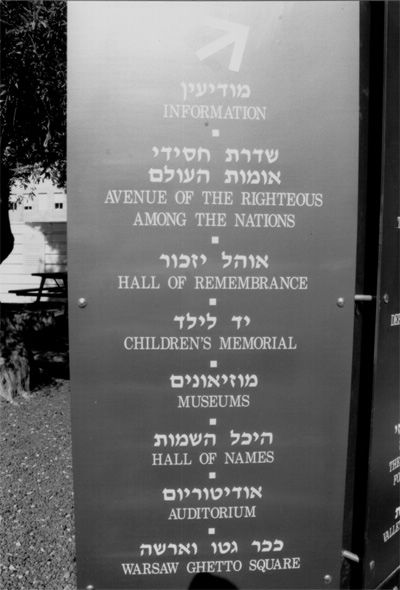 מודיעין
INFORMATION
שדרת חסידי
אומות העולם
AVENUE OF THE RIGHTEOUS
AMONG THE NATIONS
אוהל יזכור
HALL OF REMEMBRANCE
יד לילד
CHILDREN'S MEMORIAL
מוזיאונים
MUSEUMS
היכל השמות
HALL OF NAMES
אודיטוריום
AUDITORIUM
ככר גטו וארשה
WARSAW GHETTO SQUARE